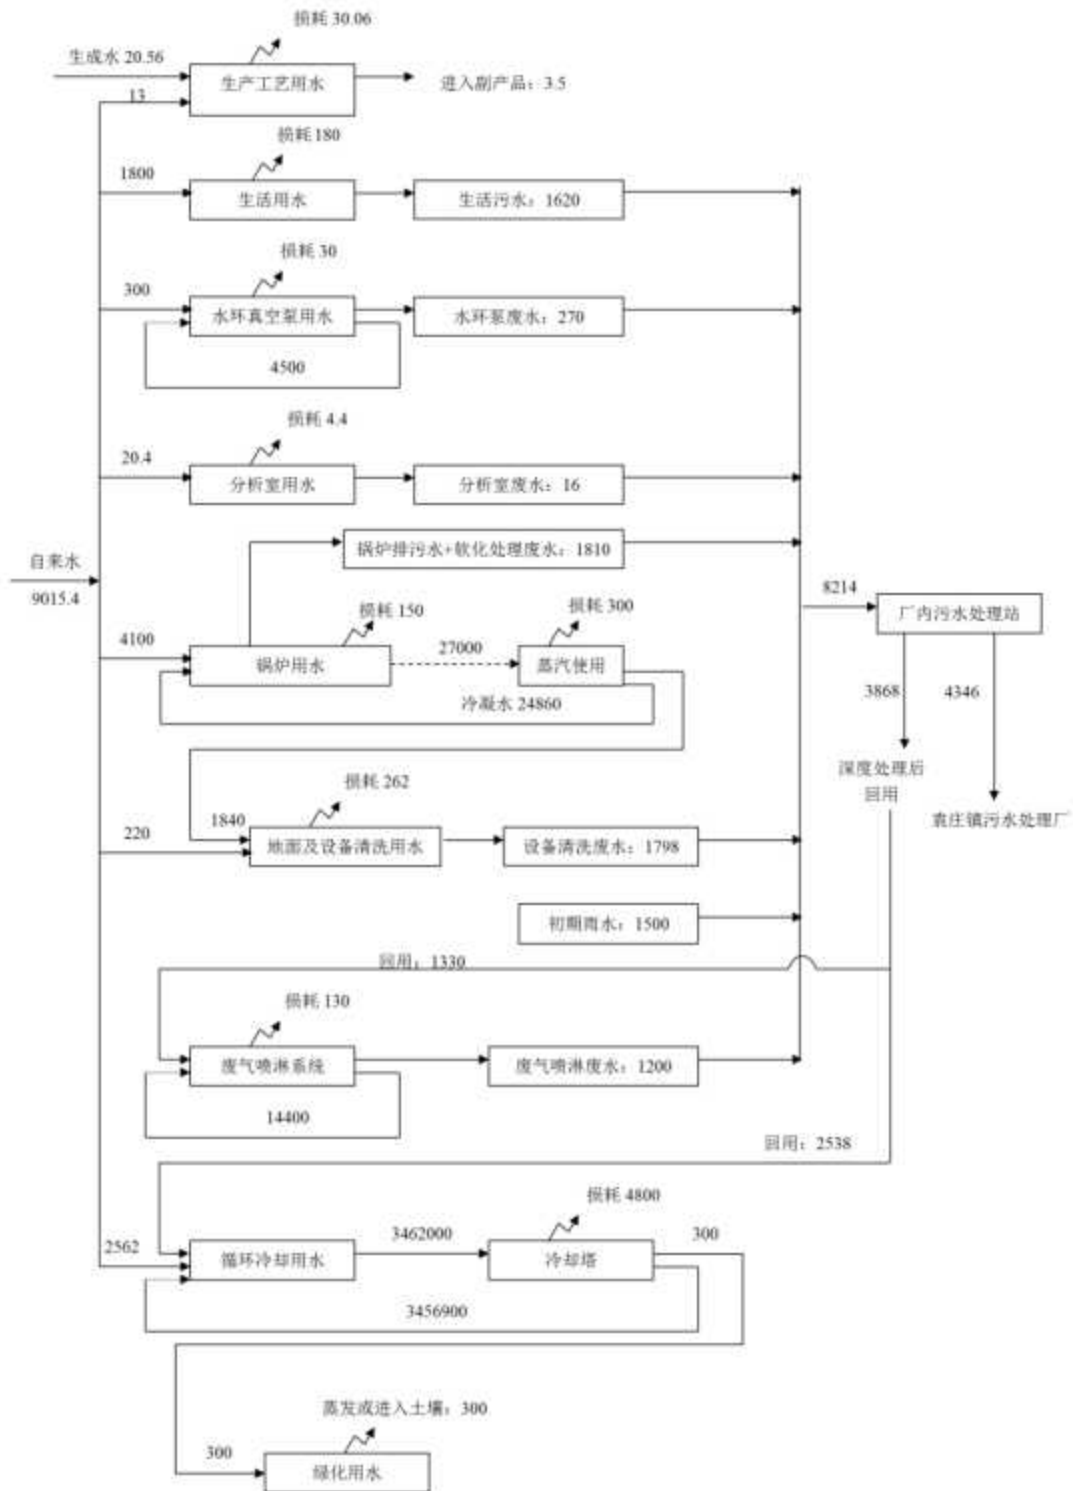 损耗 30.06
生成水 20.56
生产工艺用水
进入副产品：3.5
13
损耗 180
1800
生活用水
生活污水：1620
损耗 30
300
水环真空泵用水
水环泵废水：270
4500
损耗 4.4
20.4
分析室用水
分析室废水：16
锅炉排污水+软化处理废水：1810
自来水
9015.4
8214
厂内污水处理站
损耗 150
损耗 300
4100
锅炉用水
27000
蒸汽使用
冷凝水 24860
3868
4346
深度处理后
回用
袁庄镇污水处理厂
损耗 262
1840
220
地面及设备清洗用水
设备清洗废水：1798
初期雨水：1500
回用：1330
损耗 130
废气喷淋系统
废气喷淋废水：1200
14400
回用：2538
损耗 4800
2562
循环冷却用水
3462000
冷却塔
300
3456900
蒸发或进入土壤：300
300
绿化用水